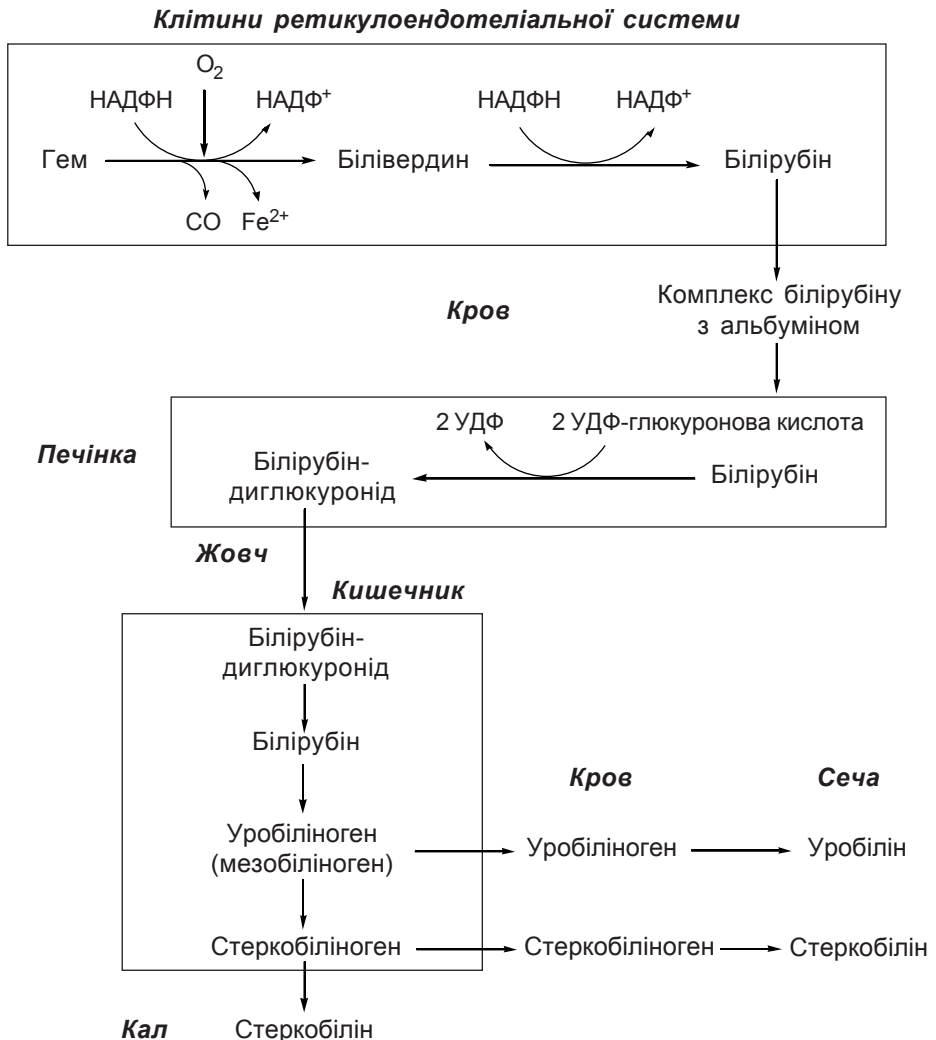 Клітини ретикулоендотеліальної системи
O₂
НАДФН НАДФ⁺ НАДФН НАДФ⁺
Гем Білівердин Білірубін
CO Fe²⁺
Комплекс білірубіну
з альбуміном
Кров
2 УДФ 2 УДФ-глюкуронова кислота
Печінка
Білірубін-
диглюкуронід
Білірубін
Жовч
Кишечник
Білірубін-
диглюкуронід
Білірубін
Кров Сеча
Уробіліноген
(мезобіліноген)
Уробіліноген Уробілін
Стеркобіліноген Стеркобіліноген Стеркобілін
Кал Стеркобілін